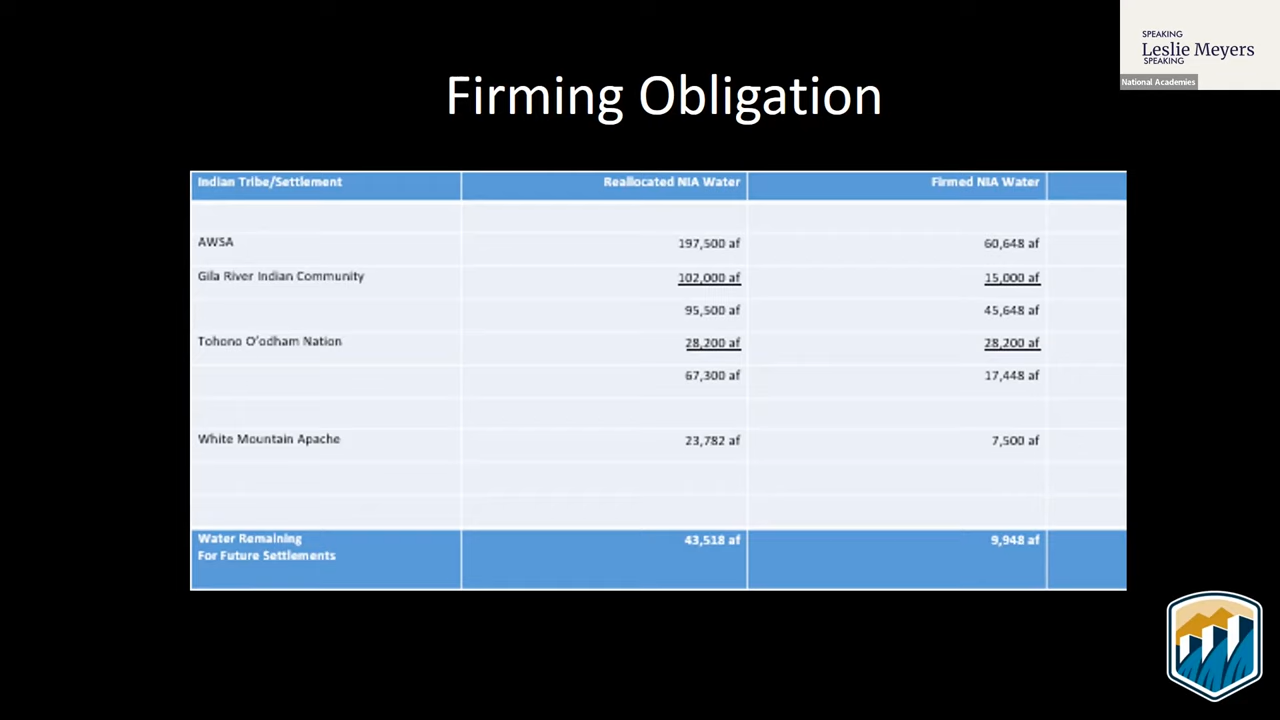 SPEAKING
Leslie Meyers
SPEAKING
National Academies
Firming Obligation
Indian Tribe/Settlement Reallocated NIA Water Firmed NIA Water
AWSA 197,500 af 60,648 af
Gila River Indian Community 102,000 af 15,000 af
95,500 af 45,648 af
Tohono O'odham Nation 28,200 af 28,200 af
67,300 af 17,448 af
White Mountain Apache 23,782 af 7,500 af
Water Remaining 43,518 af 9,948 af
For Future Settlements